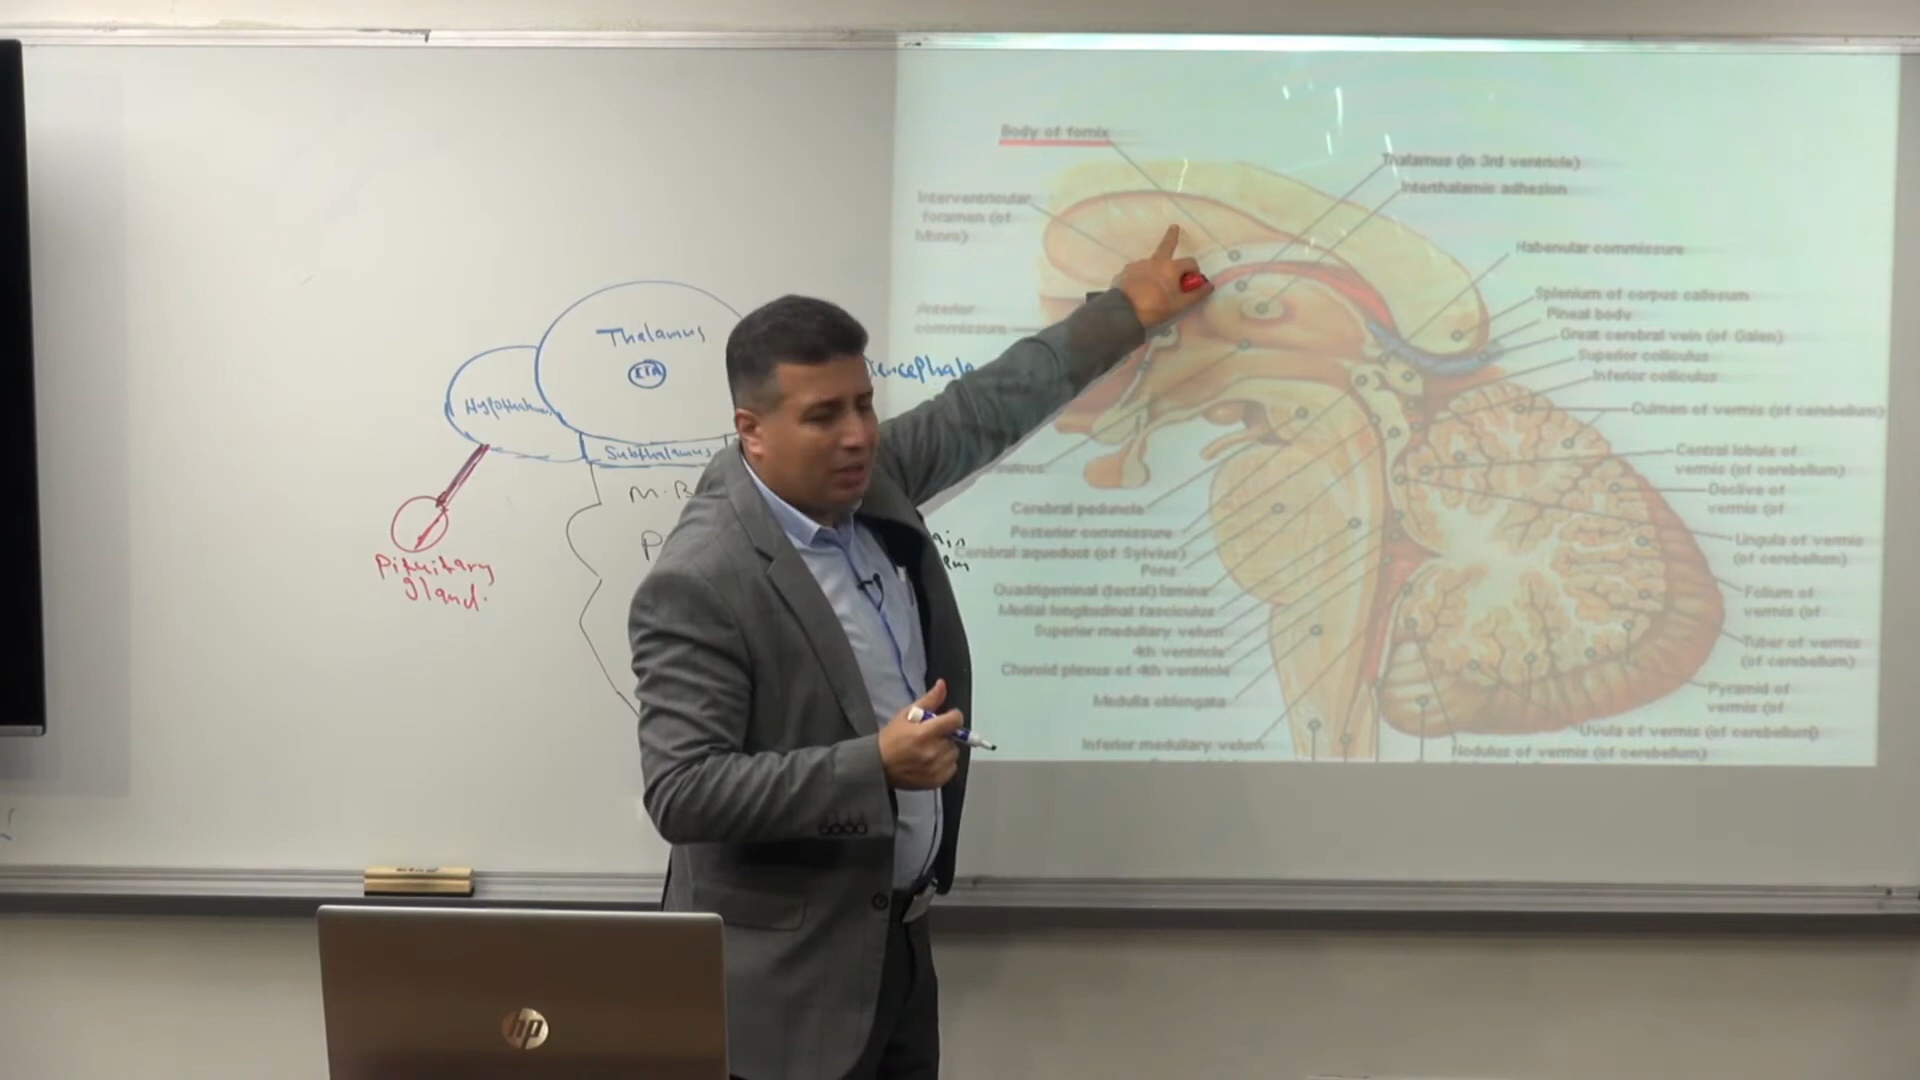 Thalamus
ITA
Subthalamus
M.B
Pituitary
gland.
Body of fornix
Interventricular
foramen (of
Monro)
Anterior
commissure
Cerebral peduncle
Posterior commissure
Cerebral aqueduct (of Sylvius)
Pons
Quadrigeminal (tectal) lamina
Medial longitudinal fasciculus
Superior medullary velum
4th ventricle
Choroid plexus of 4th ventricle
Medulla oblongata
Inferior medullary velum
Thalamus (in 3rd ventricle)
Interthalamic adhesion
Habenular commissure
Splenium of corpus callosum
Pineal body
Great cerebral vein (of Galen)
Superior colliculus
Inferior colliculus
Culmen of vermis (of cerebellum)
Central lobule of
vermis (of cerebellum)
Declive of
vermis (of
Lingula of vermis
(of cerebellum)
Folium of
vermis (of
Tuber of vermis
(of cerebellum)
Pyramid of
vermis (of
Uvula of vermis (of cerebellum)
Nodulus of vermis (of cerebellum)
hp